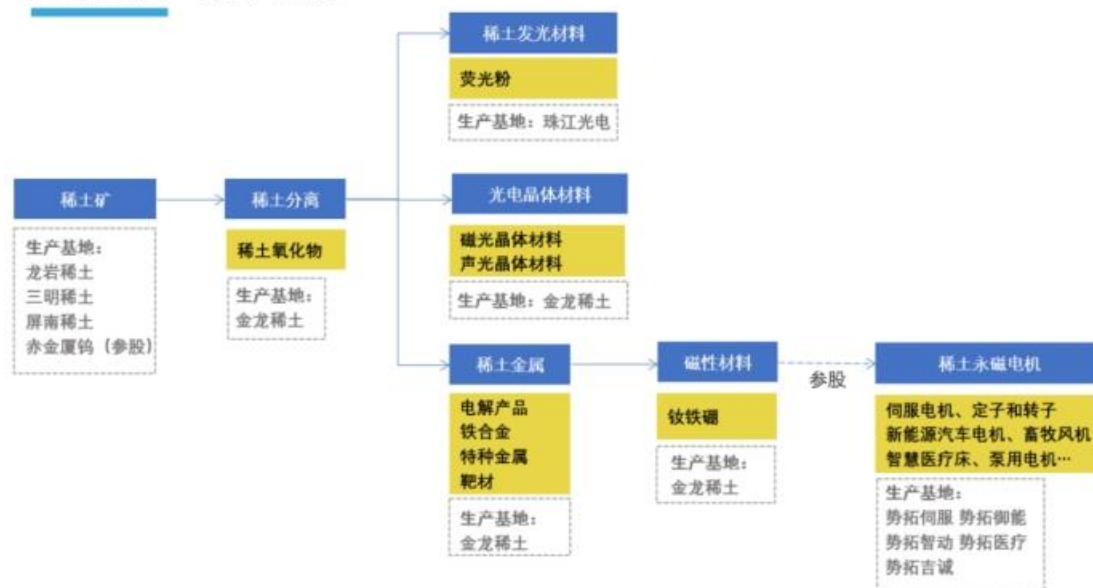 稀土发光材料
荧光粉
生产基地：珠江光电
稀土矿
生产基地：
龙岩稀土
三明稀土
屏南稀土
赤金厦钨（参股）
稀土分离
稀土氧化物
生产基地：
金龙稀土
光电晶体材料
磁光晶体材料
声光晶体材料
生产基地：金龙稀土
稀土金属
电解产品
铁合金
特种金属
靶材
生产基地：
金龙稀土
磁性材料
钕铁硼
生产基地：
金龙稀土
参股
稀土永磁电机
伺服电机、定子和转子
新能源汽车电机、畜牧风机
智慧医疗床、泵用电机…
生产基地：
势拓伺服 势拓御能
势拓智动 势拓医疗
势拓吉诚